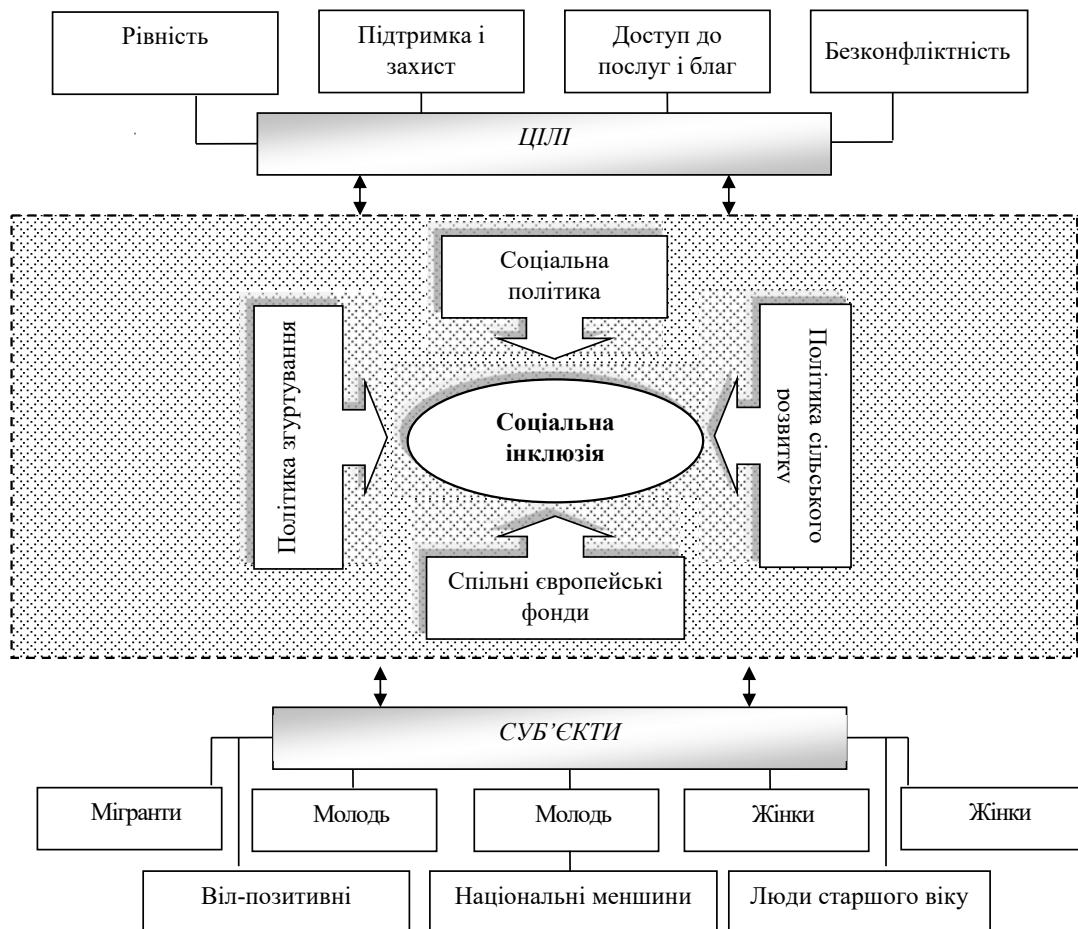 Рівність
Підтримка і
захист
Доступ до
послуг і благ
Безконфліктність
ЦІЛІ
Соціальна
політика
Політика згуртування
Соціальна
інклюзія
Політика сільського
розвитку
Спільні європейські
фонди
СУБ’ЄКТИ
Мігранти
Молодь
Молодь
Жінки
Жінки
Віл-позитивні
Національні меншини
Люди старшого віку